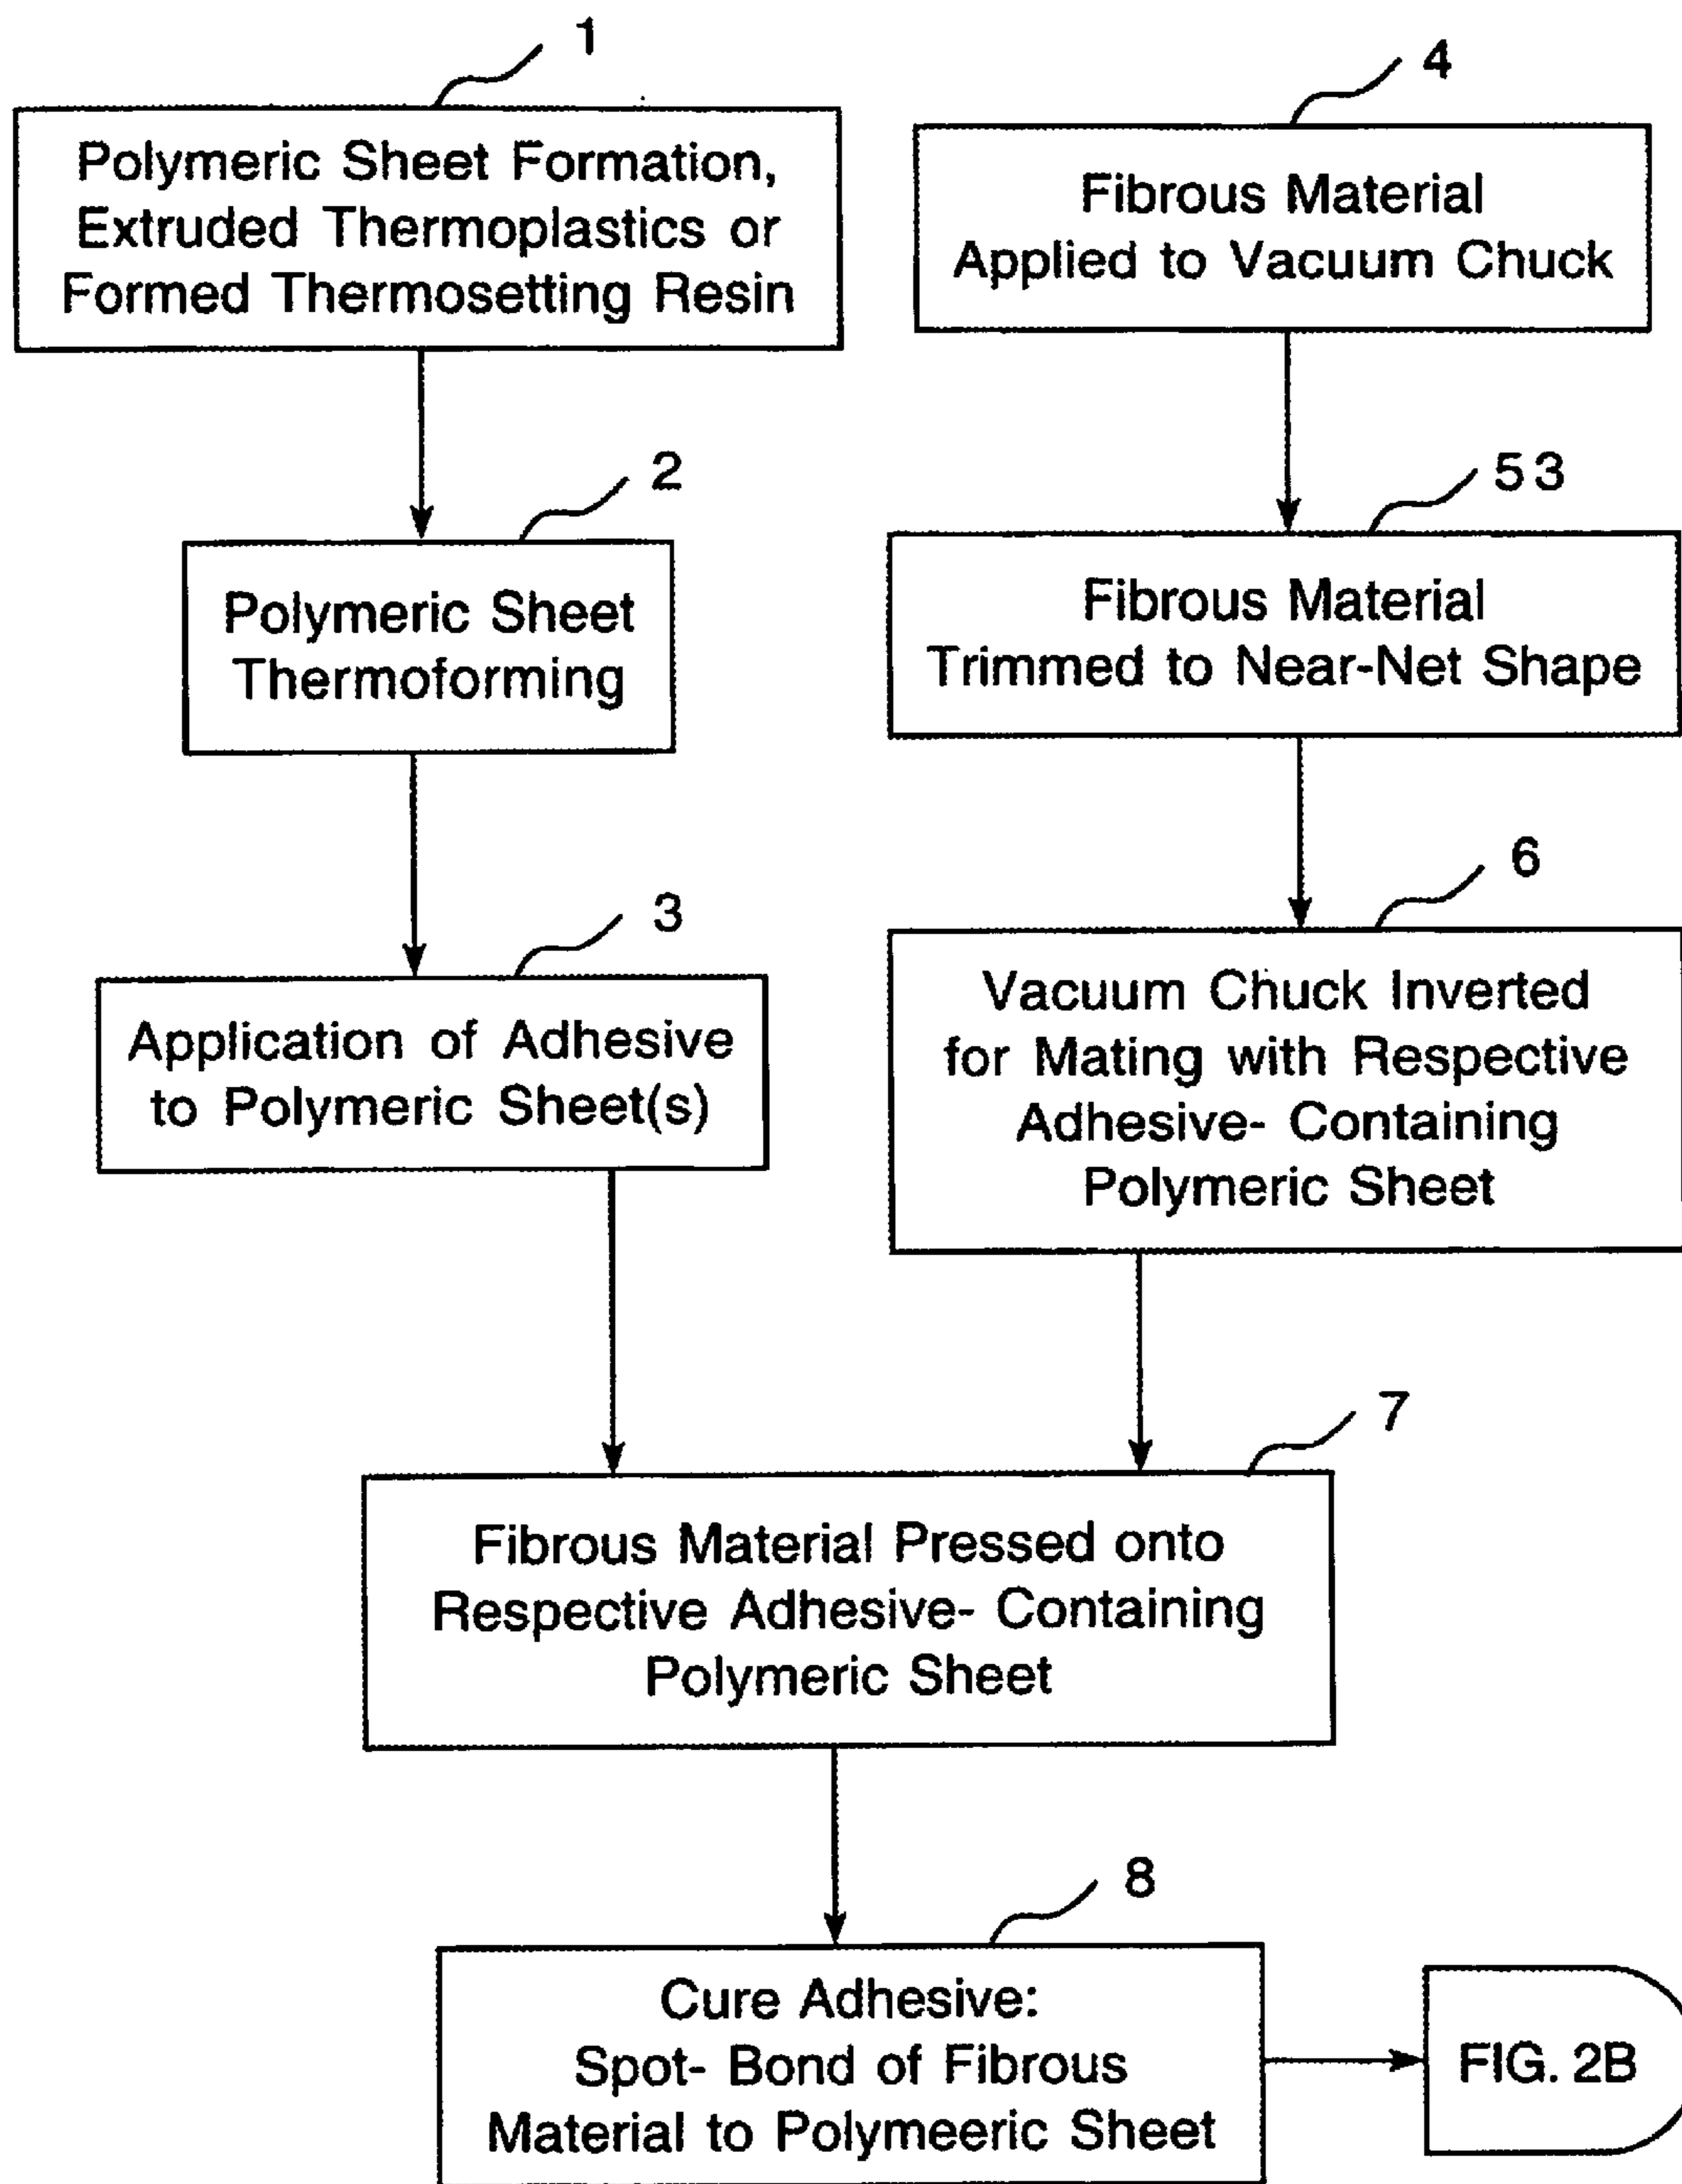 1
Polymeric Sheet Formation,
Extruded Thermoplastics or
Formed Thermosetting Resin
2
Polymeric Sheet
Thermoforming
3
Application of Adhesive
to Polymeric Sheet(s)
4
Fibrous Material
Applied to Vacuum Chuck
53
Fibrous Material
Trimmed to Near-Net Shape
6
Vacuum Chuck Inverted
for Mating with Respective
Adhesive- Containing
Polymeric Sheet
7
Fibrous Material Pressed onto
Respective Adhesive- Containing
Polymeric Sheet
8
Cure Adhesive:
Spot- Bond of Fibrous
Material to Polymeeric Sheet
FIG. 2B